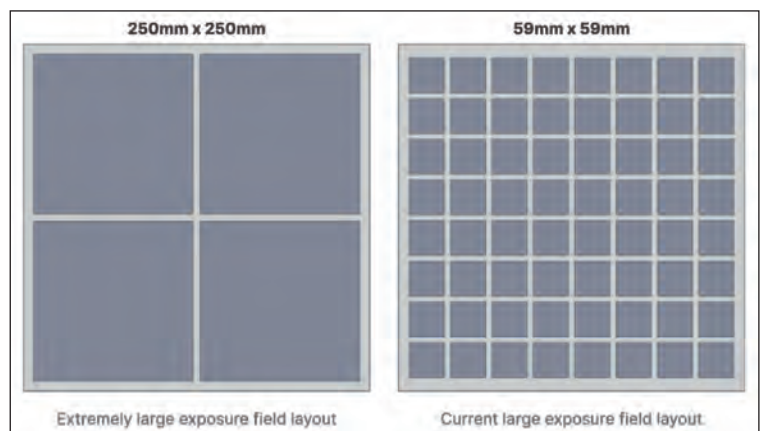 250mm x 250mm
59mm x 59mm
Extremely large exposure field layout
Current large exposure field layout